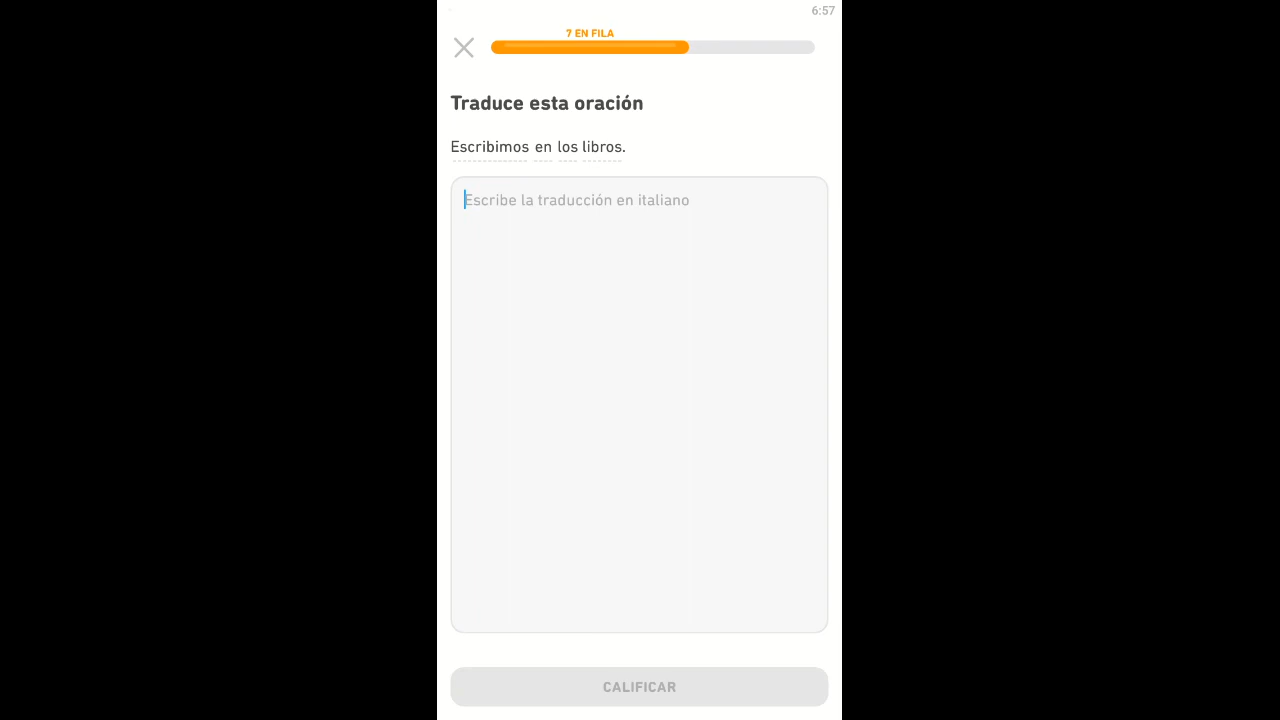 6:57
7 EN FILA
Traduce esta oración
Escribimos en los libros.
Escribe la traducción en italiano
CALIFICAR